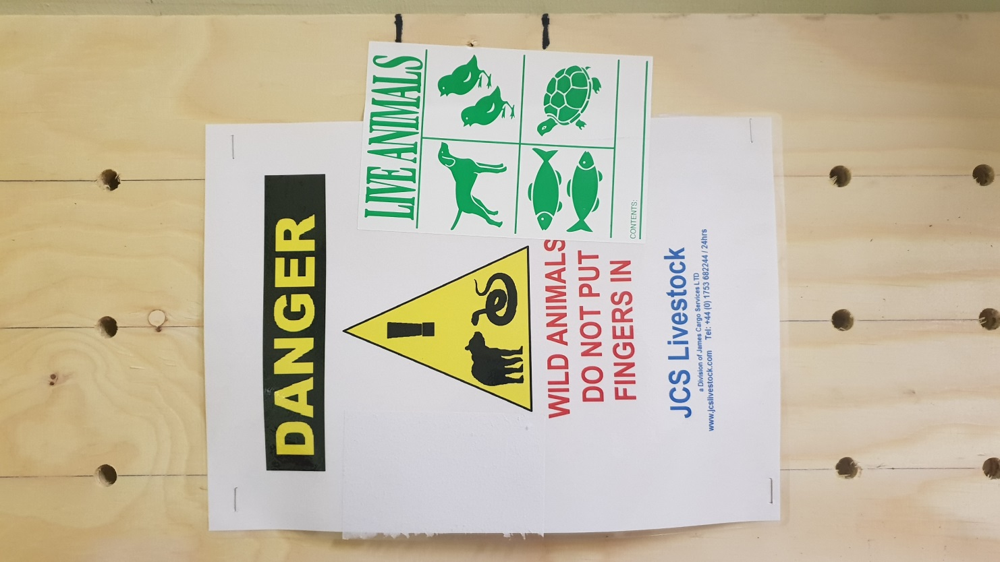 LIVE ANIMALS
CONTENTS:
DANGER
!
WILD ANIMALS
DO NOT PUT
FINGERS IN
JCS Livestock
a Division of James Cargo Services LTD
www.jcslivestock.com Tel: +44 (0) 1753 682244 / 24hrs